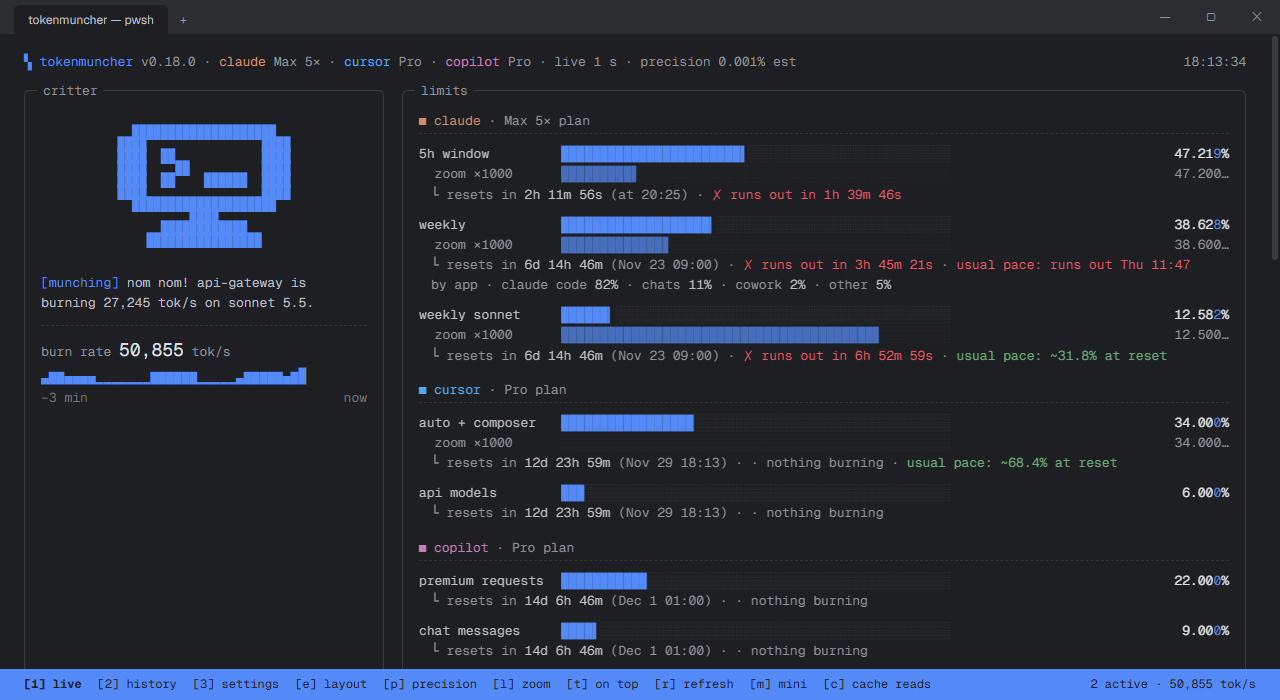 tokenmuncher — pwsh +
tokenmuncher v0.18.0 · claude Max 5× · cursor Pro · copilot Pro · live 1 s · precision 0.001% est 18:13:34
critter
[munching] nom nom! api-gateway is
burning 27,245 tok/s on sonnet 5.5.
burn rate 50,855 tok/s
−3 min now
limits
■ claude · Max 5× plan
5h window 47.219%
zoom ×1000 47.200…
└ resets in 2h 11m 56s (at 20:25) · ✗ runs out in 1h 39m 46s
weekly 38.628%
zoom ×1000 38.600…
└ resets in 6d 14h 46m (Nov 23 09:00) · ✗ runs out in 3h 45m 21s · usual pace: runs out Thu 11:47
by app · claude code 82% · chats 11% · cowork 2% · other 5%
weekly sonnet 12.582%
zoom ×1000 12.500…
└ resets in 6d 14h 46m (Nov 23 09:00) · ✗ runs out in 6h 52m 59s · usual pace: ~31.8% at reset
■ cursor · Pro plan
auto + composer 34.000%
zoom ×1000 34.000…
└ resets in 12d 23h 59m (Nov 29 18:13) · · nothing burning · usual pace: ~68.4% at reset
api models 6.000%
└ resets in 12d 23h 59m (Nov 29 18:13) · · nothing burning
■ copilot · Pro plan
premium requests 22.000%
└ resets in 14d 6h 46m (Dec 1 01:00) · · nothing burning
chat messages 9.000%
└ resets in 14d 6h 46m (Dec 1 01:00) · · nothing burning
[1] live [2] history [3] settings [e] layout [p] precision [l] zoom [t] on top [r] refresh [m] mini [c] cache reads 2 active · 50,855 tok/s